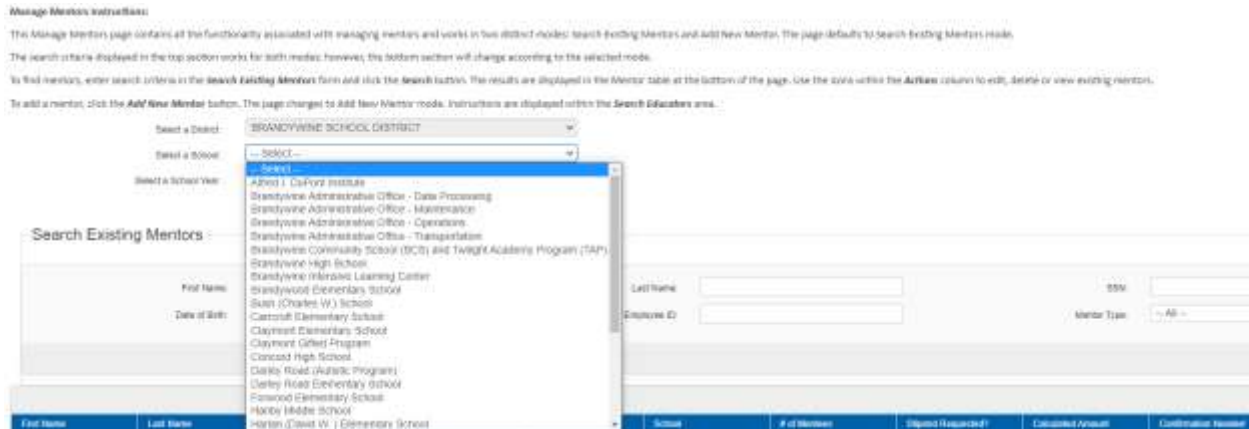 Manage Mentors Instructions:
This Manage Mentors page contains all the functionality associated with managing mentors and works in two distinct modes: Search Existing Mentors and Add New Mentor. The page defaults to Search Existing Mentors mode.
The search criteria displayed in the top section works for both modes; however, the bottom section will change according to the selected mode.
To find mentors, enter search criteria in the Search Existing Mentors form and click the Search button. The results are displayed in the Mentor table at the bottom of the page. Use the icons within the Actions column to edit, delete or view existing mentors.
To add a mentor, click the Add New Mentor button. The page changes to Add New Mentor mode. Instructions are displayed within the Search Educators area.
Select a District: BRANDYWINE SCHOOL DISTRICT
Select a School: -- Select --
Select a School Year:
-- Select --
Alfred I. DuPont Institute
Brandywine Administrative Office - Data Processing
Brandywine Administrative Office - Maintenance
Brandywine Administrative Office - Operations
Brandywine Administrative Office - Transportation
Brandywine Community School (BCS) and Twilight Academy Program (TAP)
Brandywine High School
Brandywine Intensive Learning Center
Brandywood Elementary School
Bush (Charles W.) School
Carrcroft Elementary School
Claymont Elementary School
Claymont Gifted Program
Concord High School
Darley Road (Autistic Program)
Darley Road Elementary School
Forwood Elementary School
Hanby Middle School
Harlan (David W. ) Elementary School
Search Existing Mentors
First Name: Last Name: SSN:
Date of Birth: Employee ID: Mentor Type: -- All --
First Name Last Name School # of Mentees Stipend Requested? Calculated Amount Confirmation Number